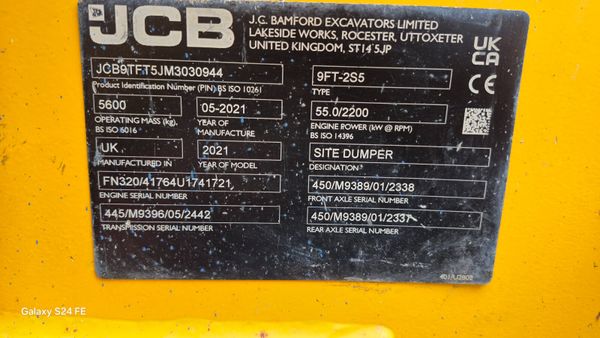 JCB
J.C. BAMFORD EXCAVATORS LIMITED
LAKESIDE WORKS, ROCESTER, UTTOXETER
UNITED KINGDOM, ST14 5JP
UK
CA
CE
JCB9TFT5JM3030944
Product Identification Number (PIN) BS ISO 10261
9FT-2S5
TYPE
5600
OPERATING MASS (kg)
BS ISO 6016
05-2021
YEAR OF
MANUFACTURE
55.0/2200
ENGINE POWER (kW @ RPM)
BS ISO 14396
UK
MANUFACTURED IN
2021
YEAR OF MODEL
SITE DUMPER
DESIGNATION
FN320/41764U1741721
ENGINE SERIAL NUMBER
450/M9389/01/2338
FRONT AXLE SERIAL NUMBER
445/M9396/05/2442
TRANSMISSION SERIAL NUMBER
450/M9389/01/2337
REAR AXLE SERIAL NUMBER
Galaxy S24 FE